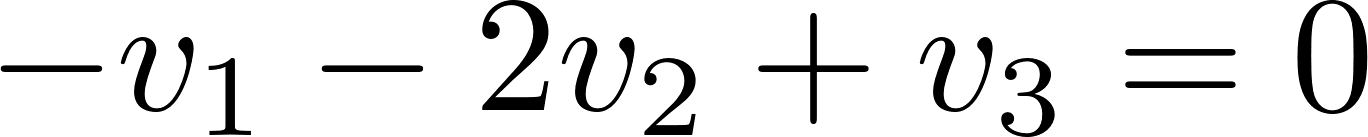 −v₁ − 2v₂ + v₃ = 0